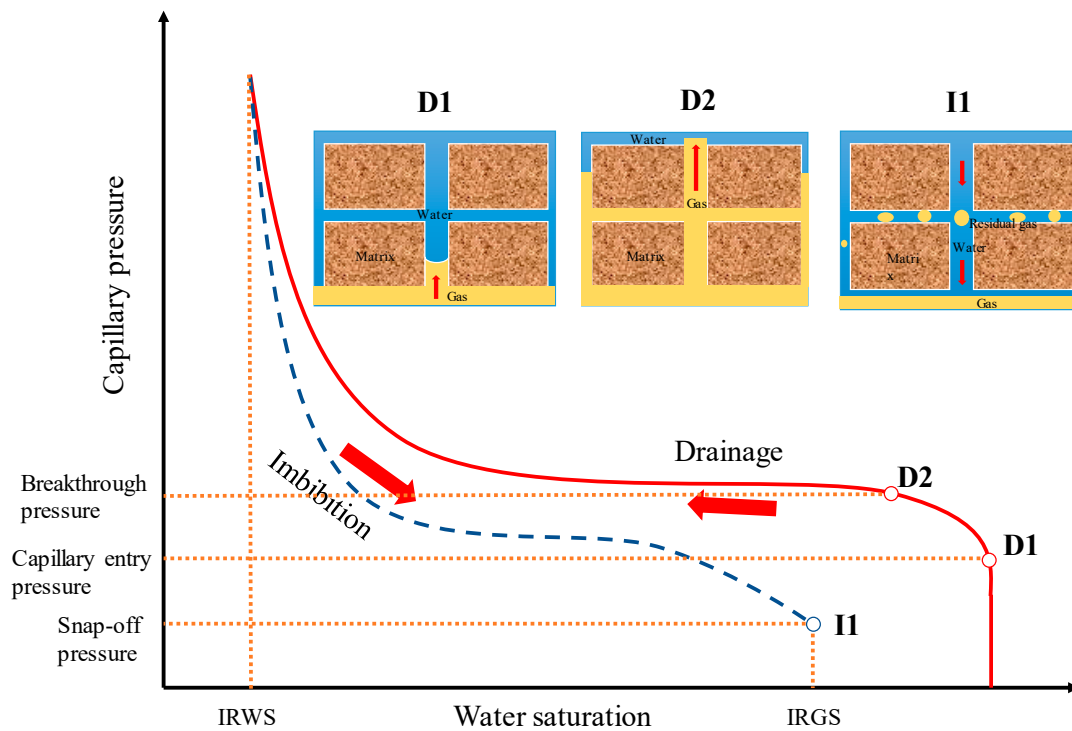 D1
D2
I1
Water
Gas
Matrix
Water
Gas
Matrix
Residual gas
Water
Matri
x
Gas
Capillary pressure
Drainage
Imbibition
D2
D1
I1
Breakthrough
pressure
Capillary entry
pressure
Snap-off
pressure
IRWS
Water saturation
IRGS